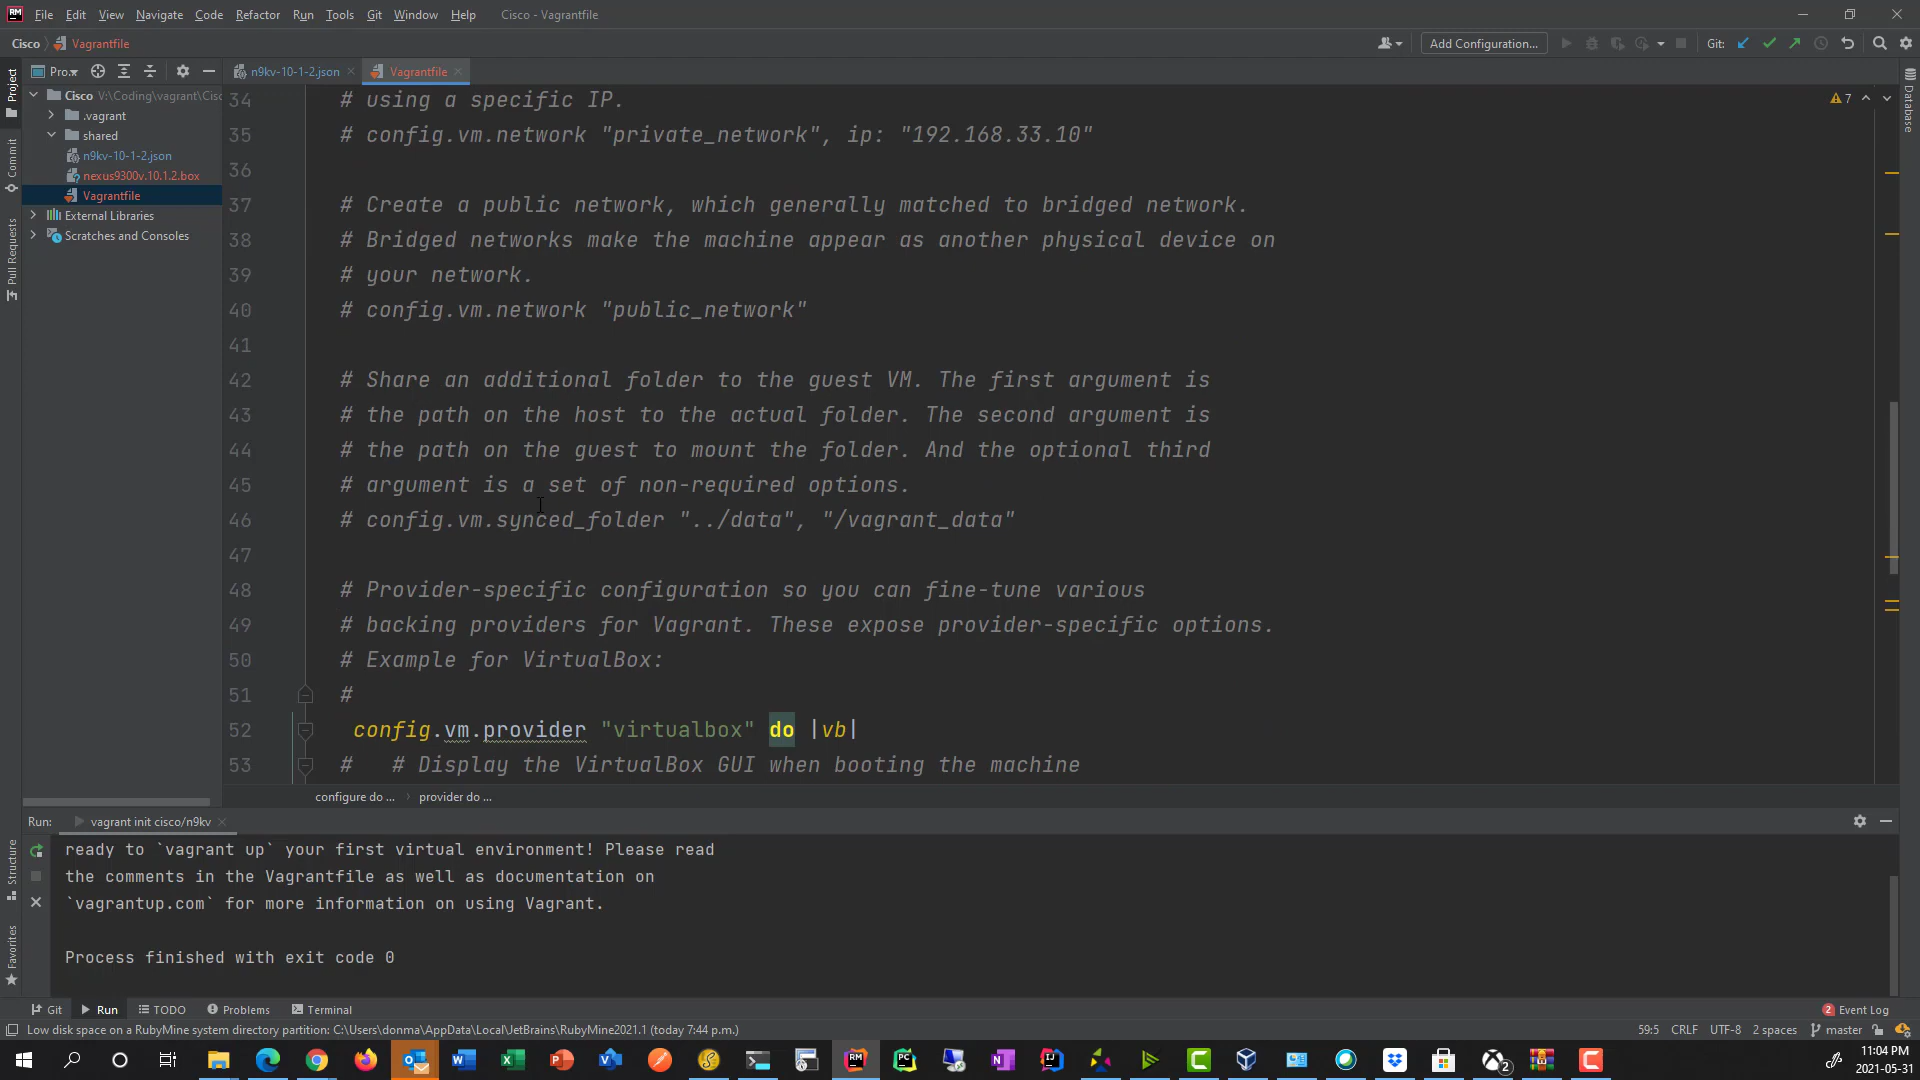 File Edit View Navigate Code Refactor Run Tools Git Window Help Cisco - Vagrantfile
Cisco Vagrantfile Add Configuration... Git:
Project Pro... n9kv-10-1-2.json Vagrantfile
Cisco V:\Coding\vagrant\Cisc
.vagrant
shared
n9kv-10-1-2.json
nexus9300v.10.1.2.box
Vagrantfile
External Libraries
Scratches and Consoles
Commit
Pull Requests
Structure
Favorites
Database
7
34 # using a specific IP.
35 # config.vm.network "private_network", ip: "192.168.33.10"
36
37 # Create a public network, which generally matched to bridged network.
38 # Bridged networks make the machine appear as another physical device on
39 # your network.
40 # config.vm.network "public_network"
41
42 # Share an additional folder to the guest VM. The first argument is
43 # the path on the host to the actual folder. The second argument is
44 # the path on the guest to mount the folder. And the optional third
45 # argument is a set of non-required options.
46 # config.vm.synced_folder "../data", "/vagrant_data"
47
48 # Provider-specific configuration so you can fine-tune various
49 # backing providers for Vagrant. These expose provider-specific options.
50 # Example for VirtualBox:
51 #
52 config.vm.provider "virtualbox" do |vb|
53 # # Display the VirtualBox GUI when booting the machine
configure do ... › provider do ...
Run: vagrant init cisco/n9kv
ready to `vagrant up` your first virtual environment! Please read
the comments in the Vagrantfile as well as documentation on
`vagrantup.com` for more information on using Vagrant.
Process finished with exit code 0
Git Run TODO Problems Terminal 2 Event Log
Low disk space on a RubyMine system directory partition: C:\Users\donma\AppData\Local\JetBrains\RubyMine2021.1 (today 7:44 p.m.) 59:5 CRLF UTF-8 2 spaces master
11:04 PM
2021-05-31